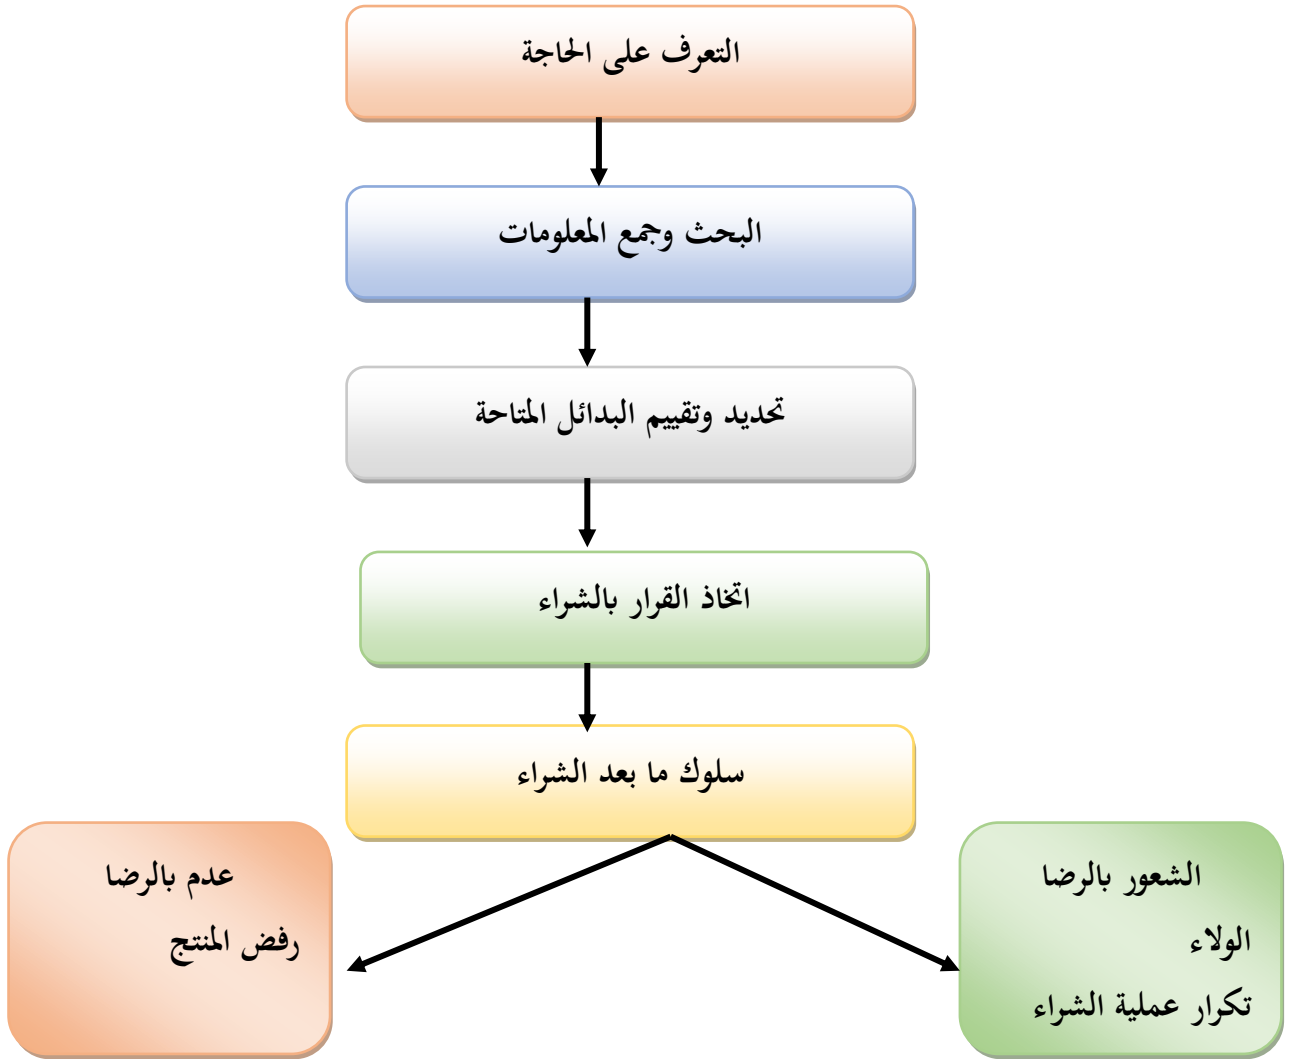 التعرف على الحاجة
البحث وجمع المعلومات
تحديد وتقييم البدائل المتاحة
اتخاذ القرار بالشراء
سلوك ما بعد الشراء
الشعور بالرضا
الولاء
تكرار عملية الشراء
عدم بالرضا
رفض المنتج